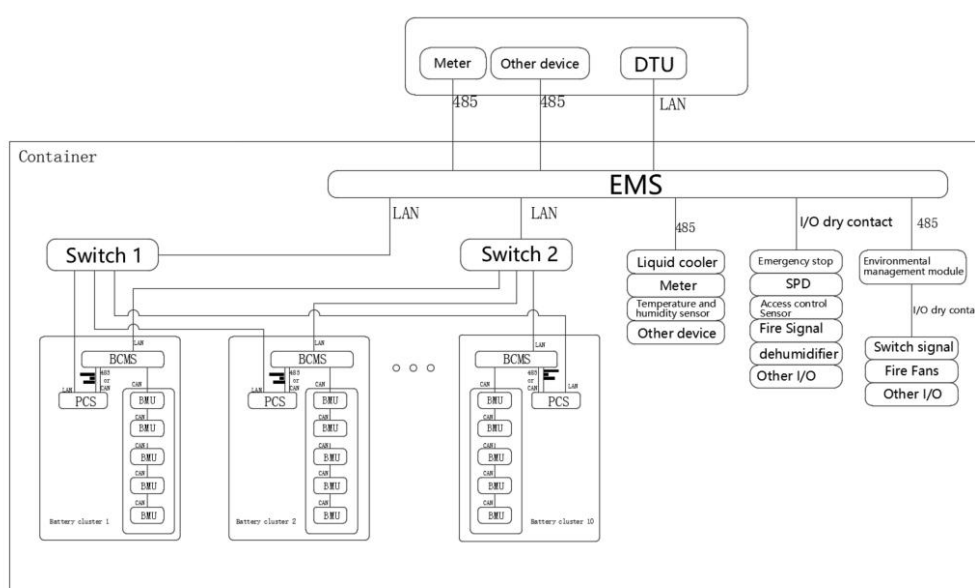 Meter
Other device
DTU
485
485
LAN
Container
EMS
LAN
LAN
485
I/O dry contact
485
Switch 1
Switch 2
Liquid cooler
Meter
Temperature and
humidity sensor
Other device
Emergency stop
SPD
Access control
Sensor
Fire Signal
dehumidifier
Other I/O
Environmental
management module
I/O dry conta
Switch signal
Fire Fans
Other I/O
LAN
BCMS
LAN
485
or
CAN
CAN
PCS
BMU
CAN
BMU
CAN
BMU
CAN
BMU
CAN
BMU
Battery cluster 1
LAN
BCMS
LAN
485
or
CAN
CAN
PCS
BMU
CAN
BMU
CAN
BMU
CAN
BMU
CAN
BMU
Battery cluster 2
LAN
BCMS
CAN
485
or
CAN
LAN
BMU
PCS
CAN
BMU
CAN
BMU
CAN
BMU
CAN
BMU
Battery cluster 10